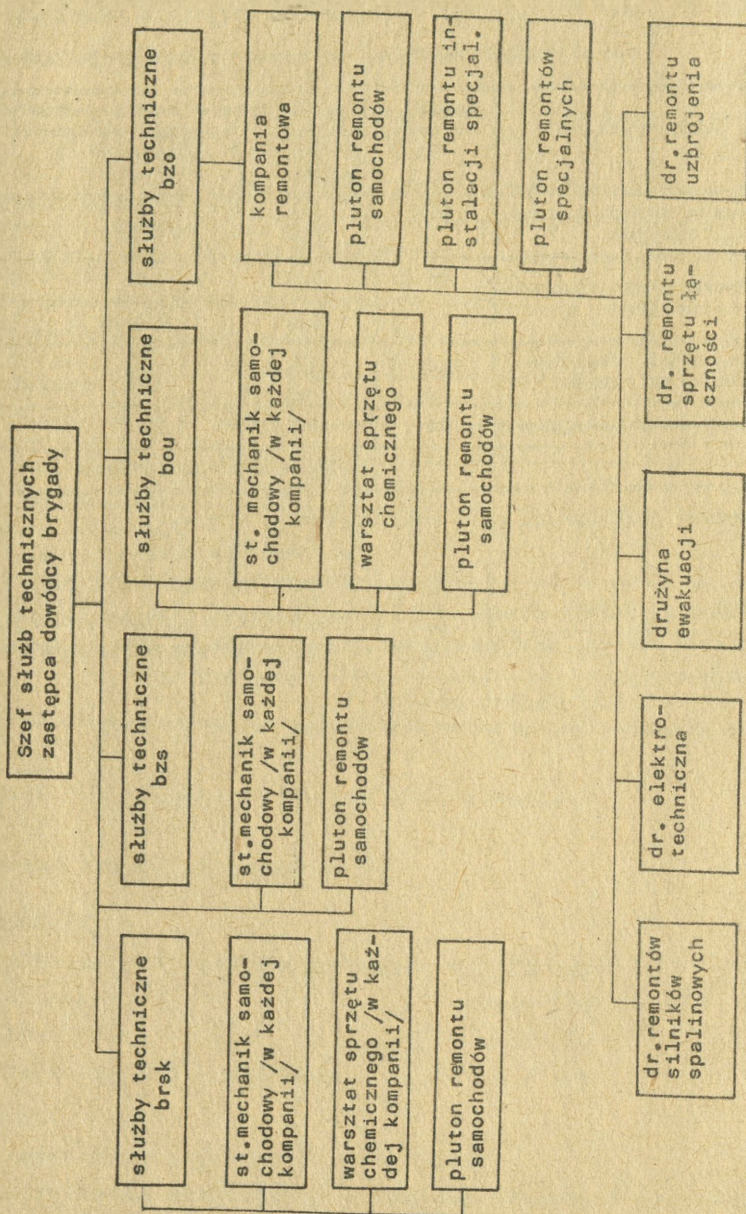 Szef służb technicznych
zastępca dowódcy brygady
służby techniczne
brsk
st.mechanik samo-
chodowy /w każdej
kompanii/
warsztat sprzętu
chemicznego /w każ-
dej kompanii/
pluton remontu
samochodów
służby techniczne
bzs
st.mechanik samo-
chodowy /w każdej
kompanii/
pluton remontu
samochodów
służby techniczne
bou
st. mechanik samo-
chodowy /w każdej
kompanii/
warsztat sprzętu
chemicznego
pluton remontu
samochodów
służby techniczne
bzo
kompania
remontowa
pluton remontu
samochodów
pluton remontu in-
stalacji specjal.
pluton remontów
specjalnych
dr.remontów
silników
spalinowych
dr. elektro-
techniczna
drużyna
ewakuacji
dr. remontu
sprzętu łą-
czności
dr.remontu
uzbrojenia